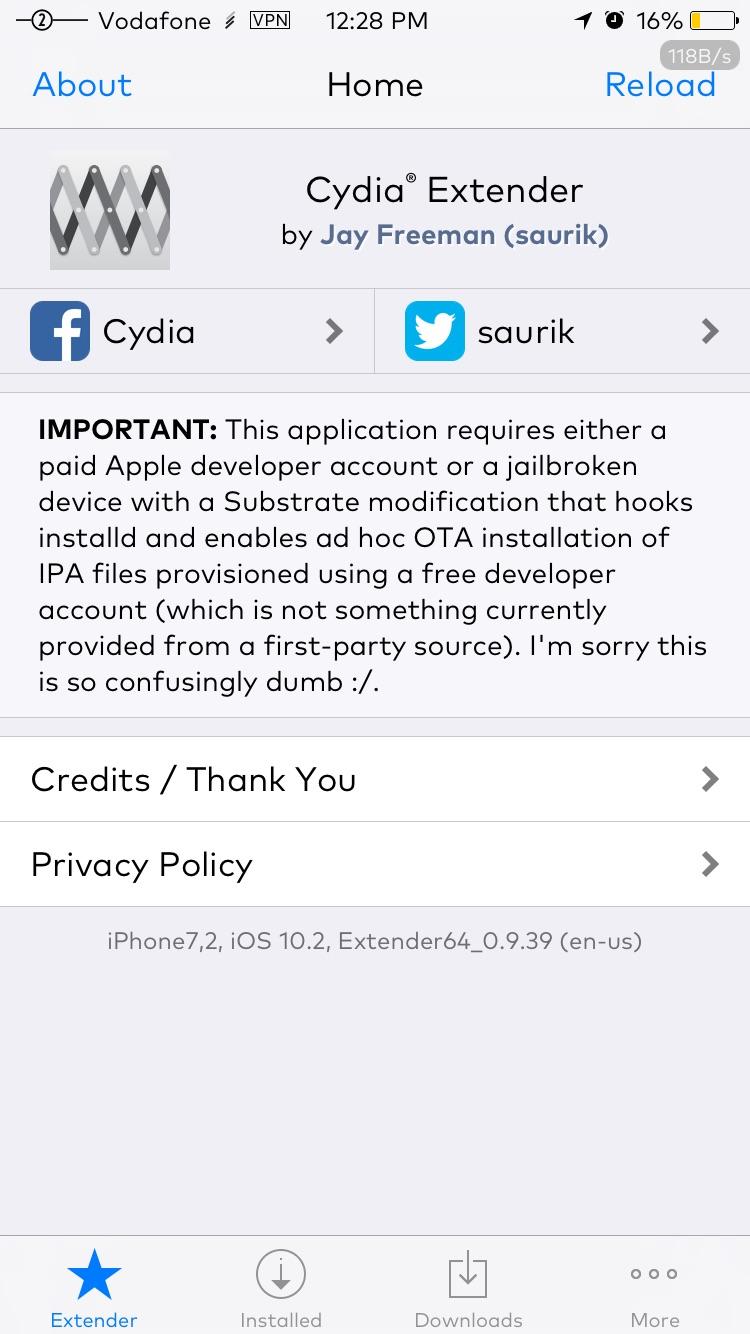 2 Vodafone VPN 12:28 PM 16%
118B/s
About Home Reload
Cydia® Extender
by Jay Freeman (saurik)
Cydia saurik
IMPORTANT: This application requires either a
paid Apple developer account or a jailbroken
device with a Substrate modification that hooks
installd and enables ad hoc OTA installation of
IPA files provisioned using a free developer
account (which is not something currently
provided from a first-party source). I'm sorry this
is so confusingly dumb :/.
Credits / Thank You
Privacy Policy
iPhone7,2, iOS 10.2, Extender64_0.9.39 (en-us)
Extender Installed Downloads More